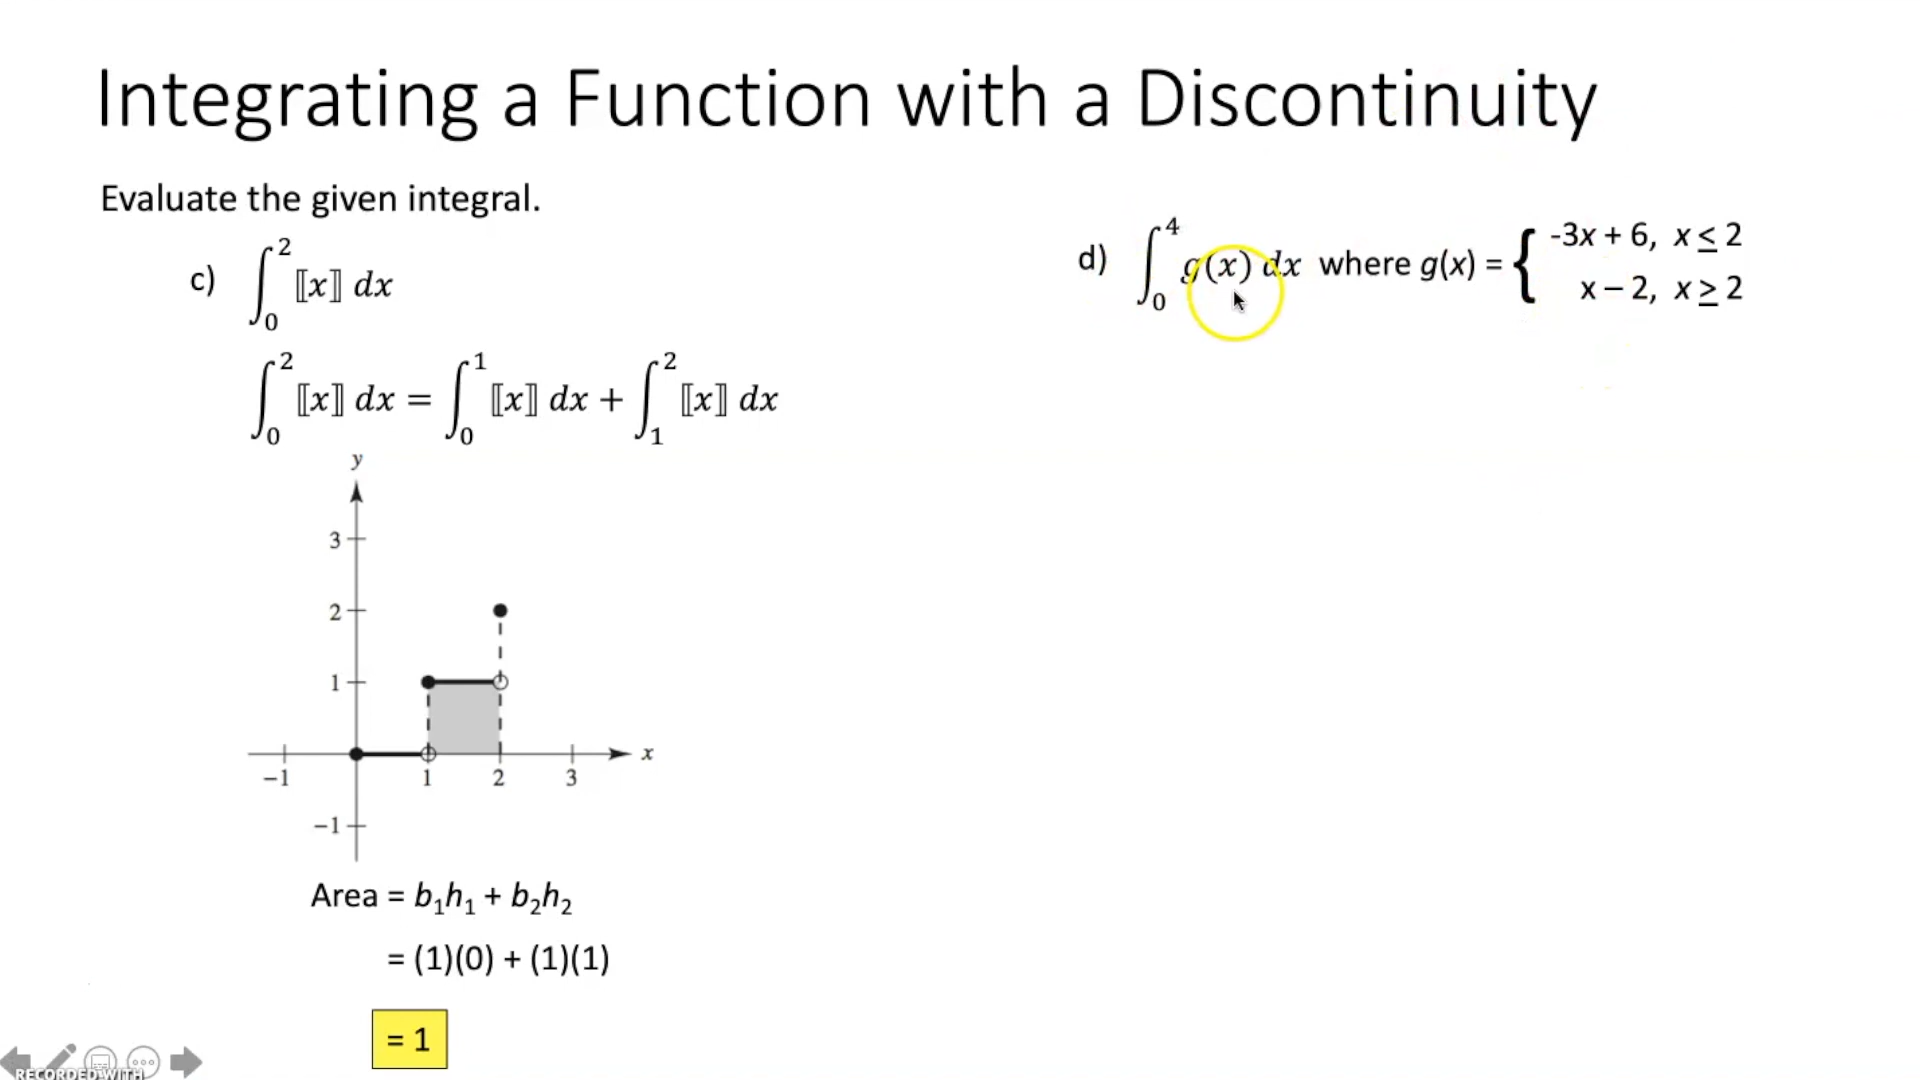 Integrating a Function with a Discontinuity
Evaluate the given integral.
c) ∫₀² ⟦x⟧ dx
∫₀² ⟦x⟧ dx = ∫₀¹ ⟦x⟧ dx + ∫₁² ⟦x⟧ dx
y
3
2
1
x
−1 1 2 3
−1
Area = b₁h₁ + b₂h₂
= (1)(0) + (1)(1)
= 1
d) ∫₀⁴ g(x) dx where g(x) = {
-3x + 6, x ≤ 2
x – 2, x ≥ 2
RECORDED WITH